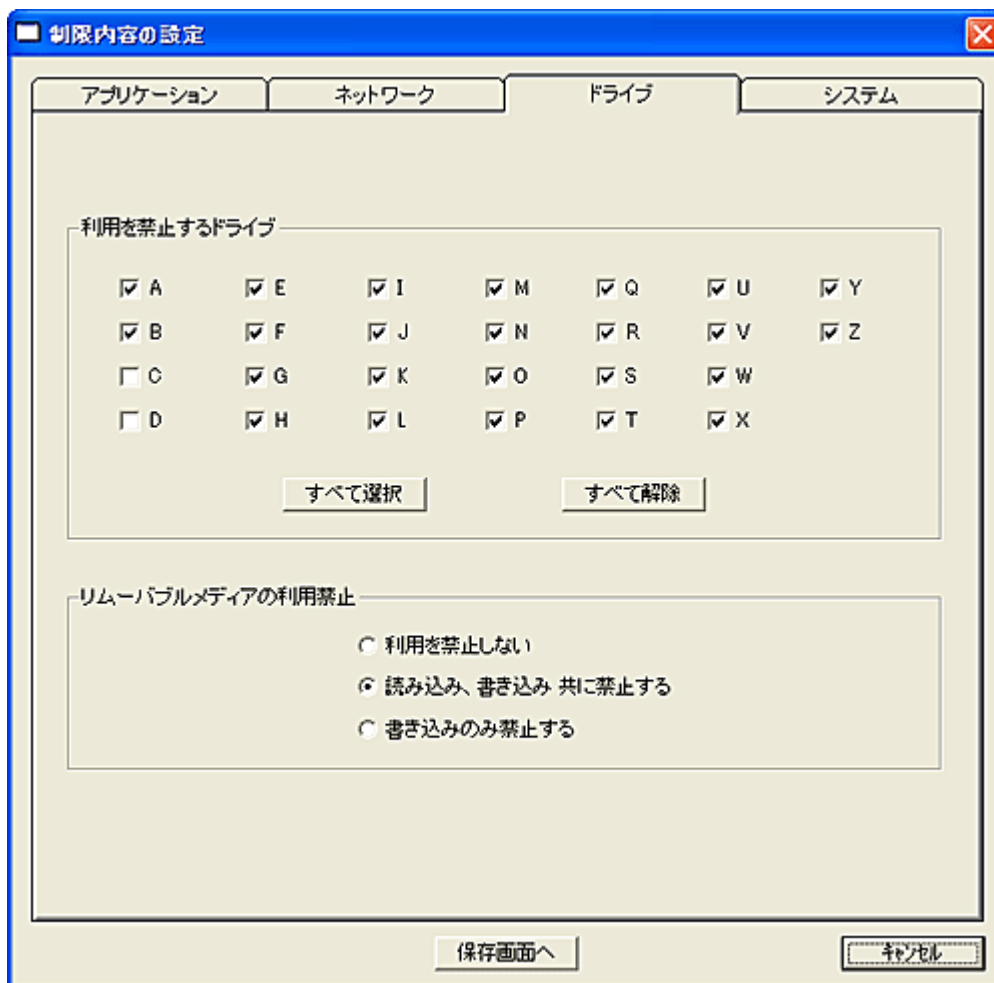 制限内容の設定
アプリケーション ネットワーク ドライブ システム
利用を禁止するドライブ
A E I M Q U Y
B F J N R V Z
C G K O S W
D H L P T X
すべて選択 すべて解除
リムーバブルメディアの利用禁止
利用を禁止しない
読み込み、書き込み 共に禁止する
書き込みのみ禁止する
保存画面へ キャンセル